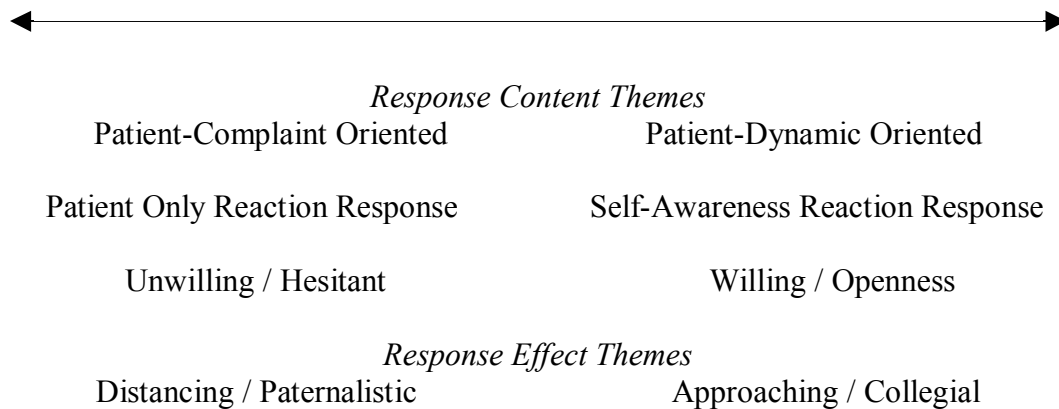 Response Content Themes
Patient-Complaint Oriented Patient-Dynamic Oriented
Patient Only Reaction Response Self-Awareness Reaction Response
Unwilling / Hesitant Willing / Openness
Response Effect Themes
Distancing / Paternalistic Approaching / Collegial